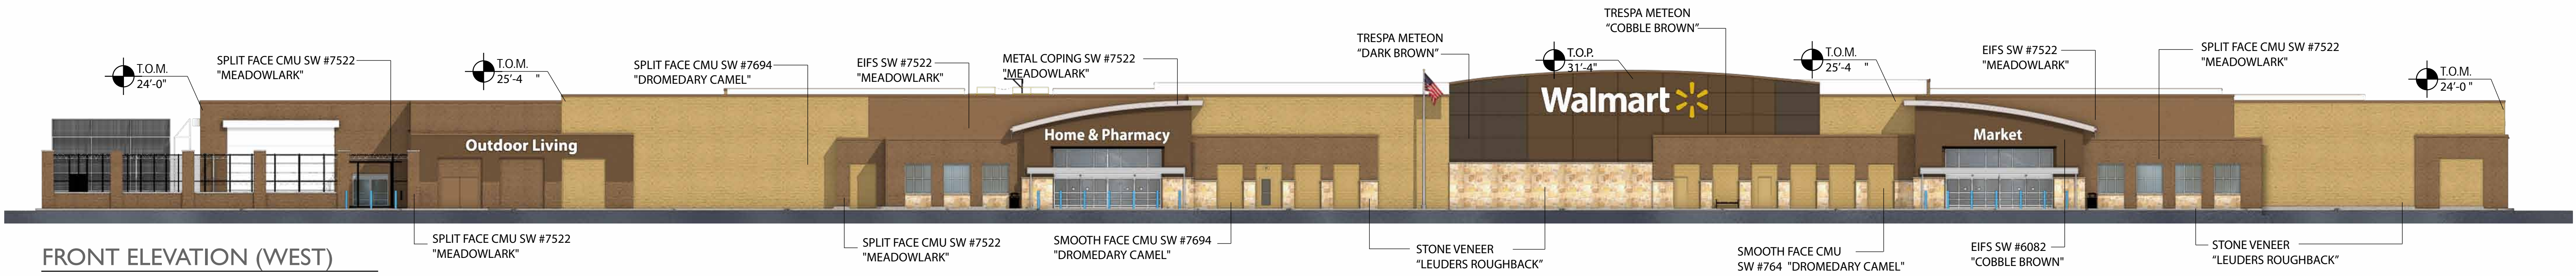 TRESPA METEON
"COBBLE BROWN"
TRESPA METEON
"DARK BROWN"
T.O.M.
24'-0"
SPLIT FACE CMU SW #7522
"MEADOWLARK"
T.O.M.
25'-4 "
SPLIT FACE CMU SW #7694
"DROMEDARY CAMEL"
EIFS SW #7522
"MEADOWLARK"
METAL COPING SW #7522
"MEADOWLARK"
T.O.P.
31'-4"
T.O.M.
25'-4 "
EIFS SW #7522
"MEADOWLARK"
SPLIT FACE CMU SW #7522
"MEADOWLARK"
T.O.M.
24'-0 "
Outdoor Living
Home & Pharmacy
Walmart
Market
SPLIT FACE CMU SW #7522
"MEADOWLARK"
SPLIT FACE CMU SW #7522
"MEADOWLARK"
SMOOTH FACE CMU SW #7694
"DROMEDARY CAMEL"
STONE VENEER
"LEUDERS ROUGHBACK"
SMOOTH FACE CMU
SW #764 "DROMEDARY CAMEL"
EIFS SW #6082
"COBBLE BROWN"
STONE VENEER
"LEUDERS ROUGHBACK"
FRONT ELEVATION (WEST)